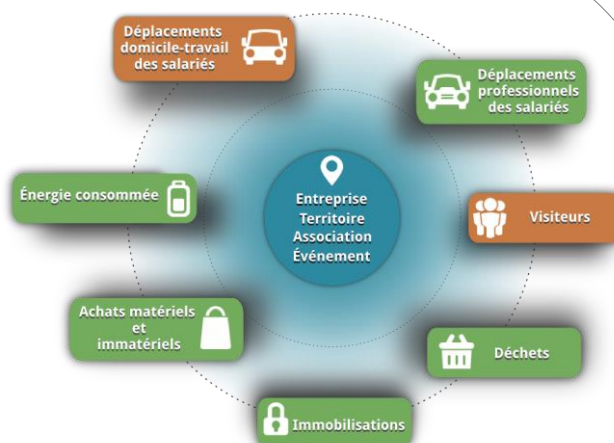 Déplacements
domicile-travail
des salariés
Déplacements
professionnels
des salariés
Énergie consommée
Entreprise
Territoire
Association
Événement
Visiteurs
Achats matériels
et
immatériels
Déchets
Immobilisations